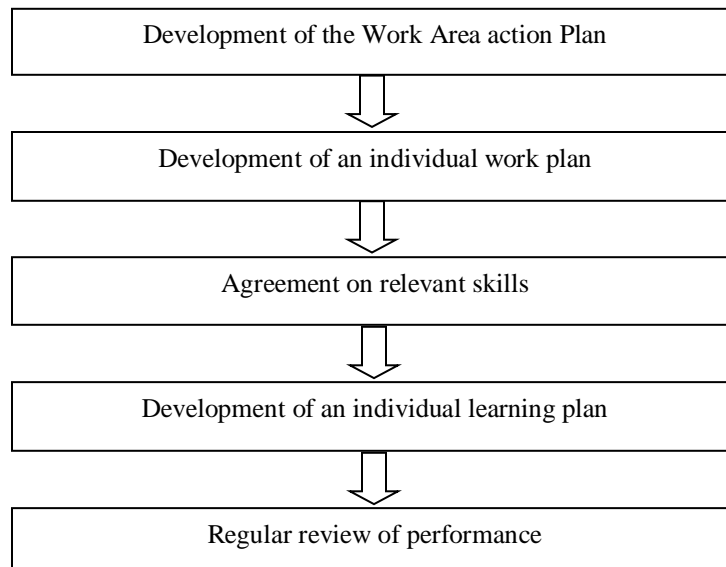 Development of the Work Area action Plan
Development of an individual work plan
Agreement on relevant skills
Development of an individual learning plan
Regular review of performance